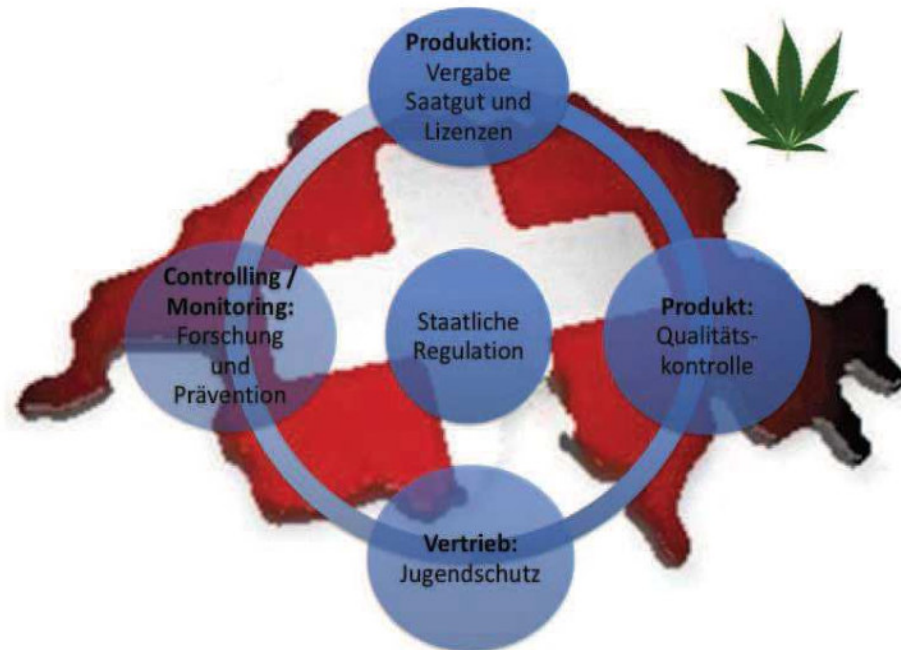 Produktion:
Vergabe
Saatgut und
Lizenzen
Controlling /
Monitoring:
Forschung
und
Prävention
Staatliche
Regulation
Produkt:
Qualitäts-
kontrolle
Vertrieb:
Jugendschutz